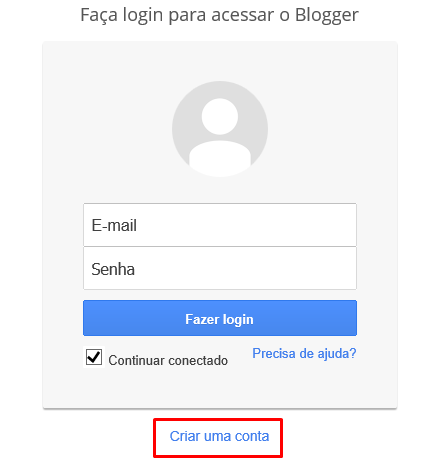 Faça login para acessar o Blogger
E-mail
Senha
Fazer login
Continuar conectado
Precisa de ajuda?
Criar uma conta